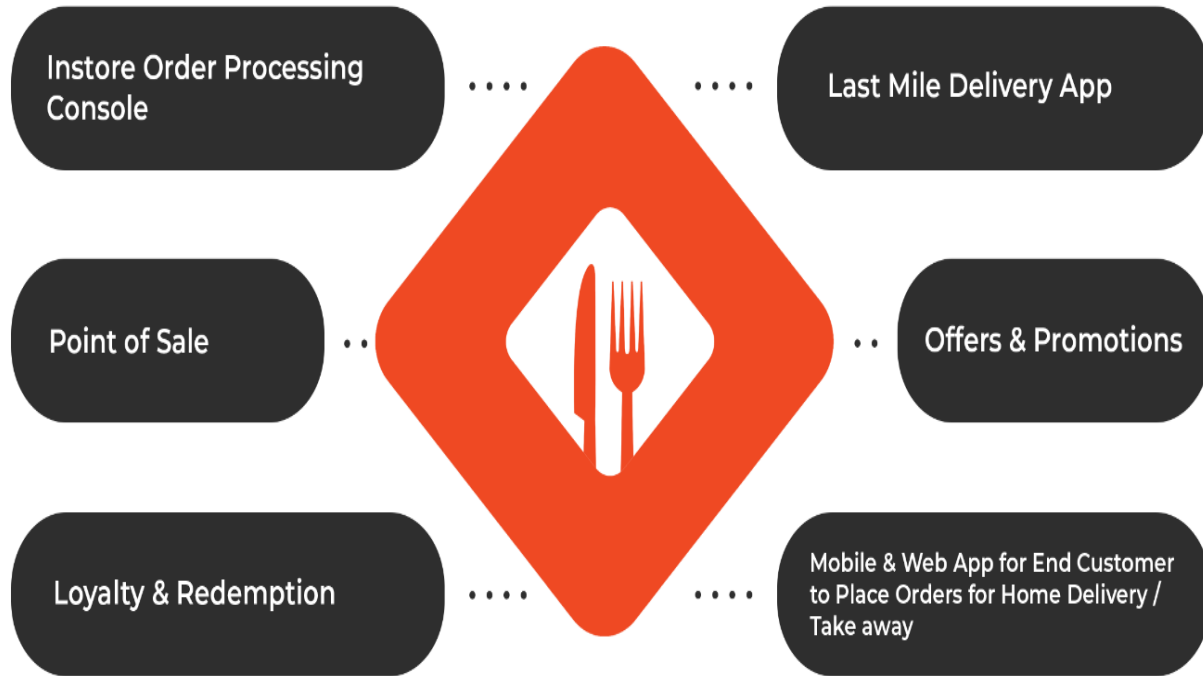 Instore Order Processing
Console
Last Mile Delivery App
Point of Sale
Offers & Promotions
Loyalty & Redemption
Mobile & Web App for End Customer
to Place Orders for Home Delivery /
Take away